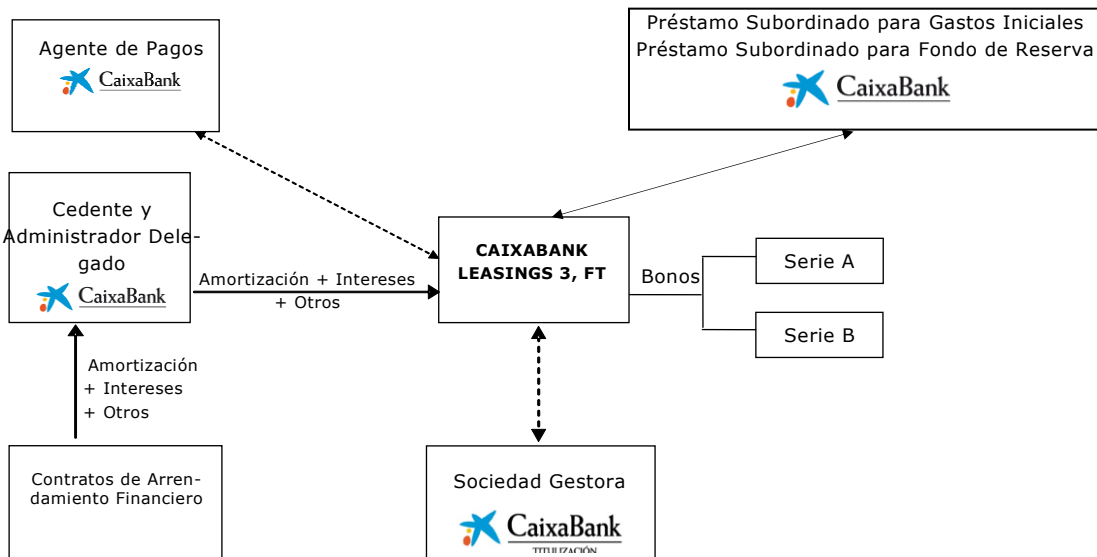 Agente de Pagos
CaixaBank
Préstamo Subordinado para Gastos Iniciales
Préstamo Subordinado para Fondo de Reserva
CaixaBank
Cedente y
Administrador Dele-
gado
CaixaBank
Amortización + Intereses
+ Otros
CAIXABANK
LEASINGS 3, FT
Bonos
Serie A
Serie B
Amortización
+ Intereses
+ Otros
Contratos de Arren-
damiento Financiero
Sociedad Gestora
CaixaBank
TITULIZACIÓN